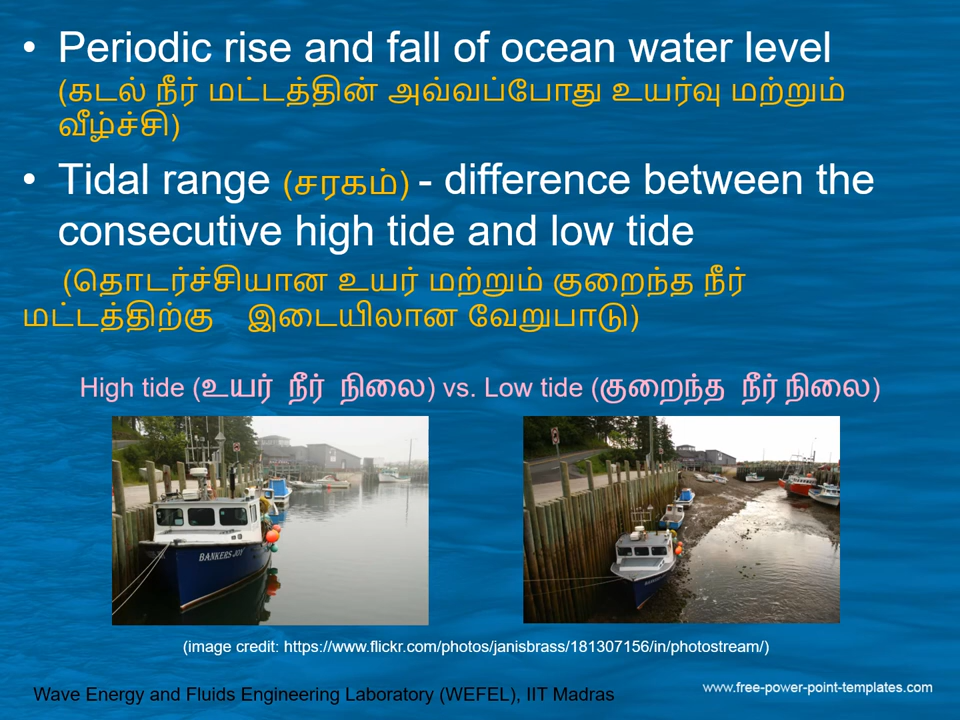 • Periodic rise and fall of ocean water level
(கடல் நீர் மட்டத்தின் அவ்வப்போது உயர்வு மற்றும்
வீழ்ச்சி)
• Tidal range (சரகம்) - difference between the
consecutive high tide and low tide
(தொடர்ச்சியான உயர் மற்றும் குறைந்த நீர்
மட்டத்திற்கு இடையிலான வேறுபாடு)
High tide (உயர் நீர் நிலை) vs. Low tide (குறைந்த நீர் நிலை)
BANKERS JOY
(image credit: https://www.flickr.com/photos/janisbrass/181307156/in/photostream/)
Wave Energy and Fluids Engineering Laboratory (WEFEL), IIT Madras
www.free-power-point-templates.com